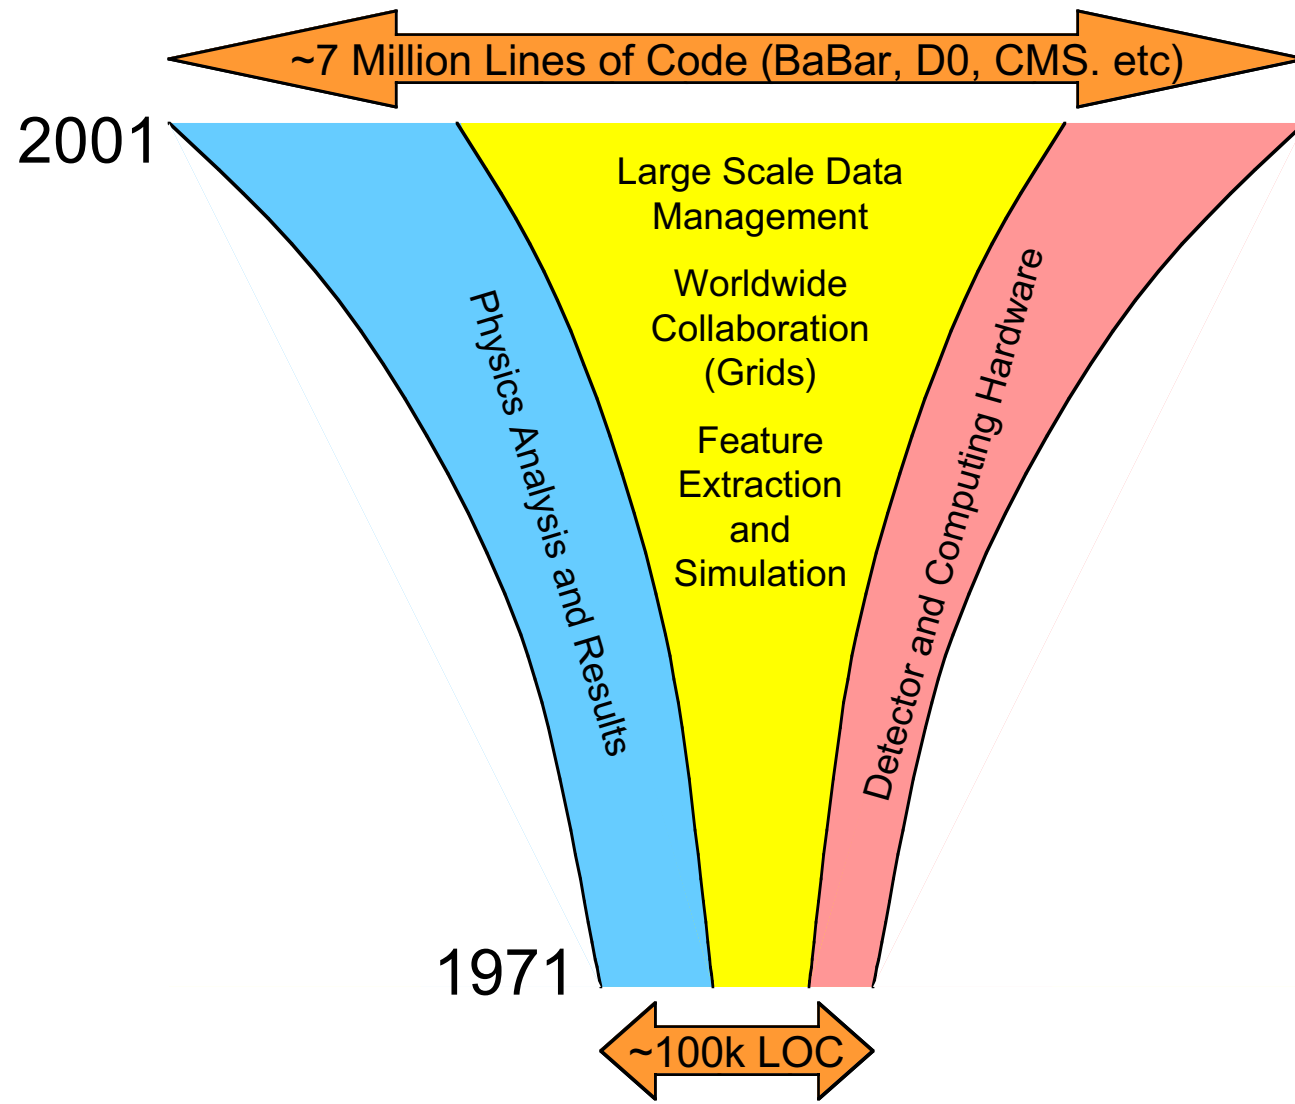 ~7 Million Lines of Code (BaBar, D0, CMS. etc)
2001
Large Scale Data
Management
Worldwide
Collaboration
(Grids)
Feature
Extraction
and
Simulation
Physics Analysis and Results
Detector and Computing Hardware
1971
~100k LOC